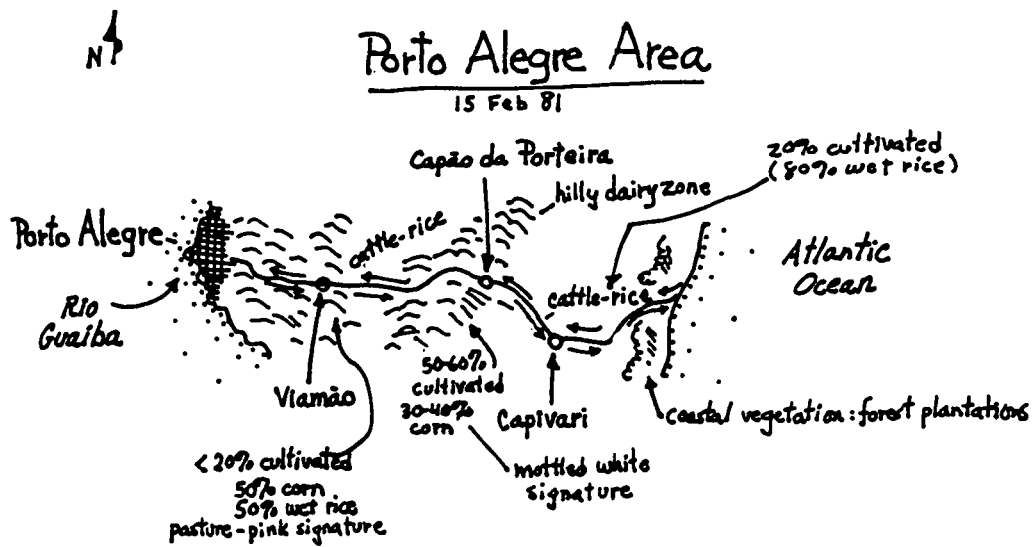 N
Porto Alegre Area
15 Feb 81
Capão da Porteira
hilly dairy zone
20% cultivated
(80% wet rice)
Porto Alegre
cattle-rice
Atlantic
Ocean
Rio
Guaiba
cattle-rice
Viamão
50-60%
cultivated
30-40%
corn
Capivari
coastal vegetation: forest plantations
< 20% cultivated
50% corn
50% wet rice
pasture-pink signature
mottled white
signature